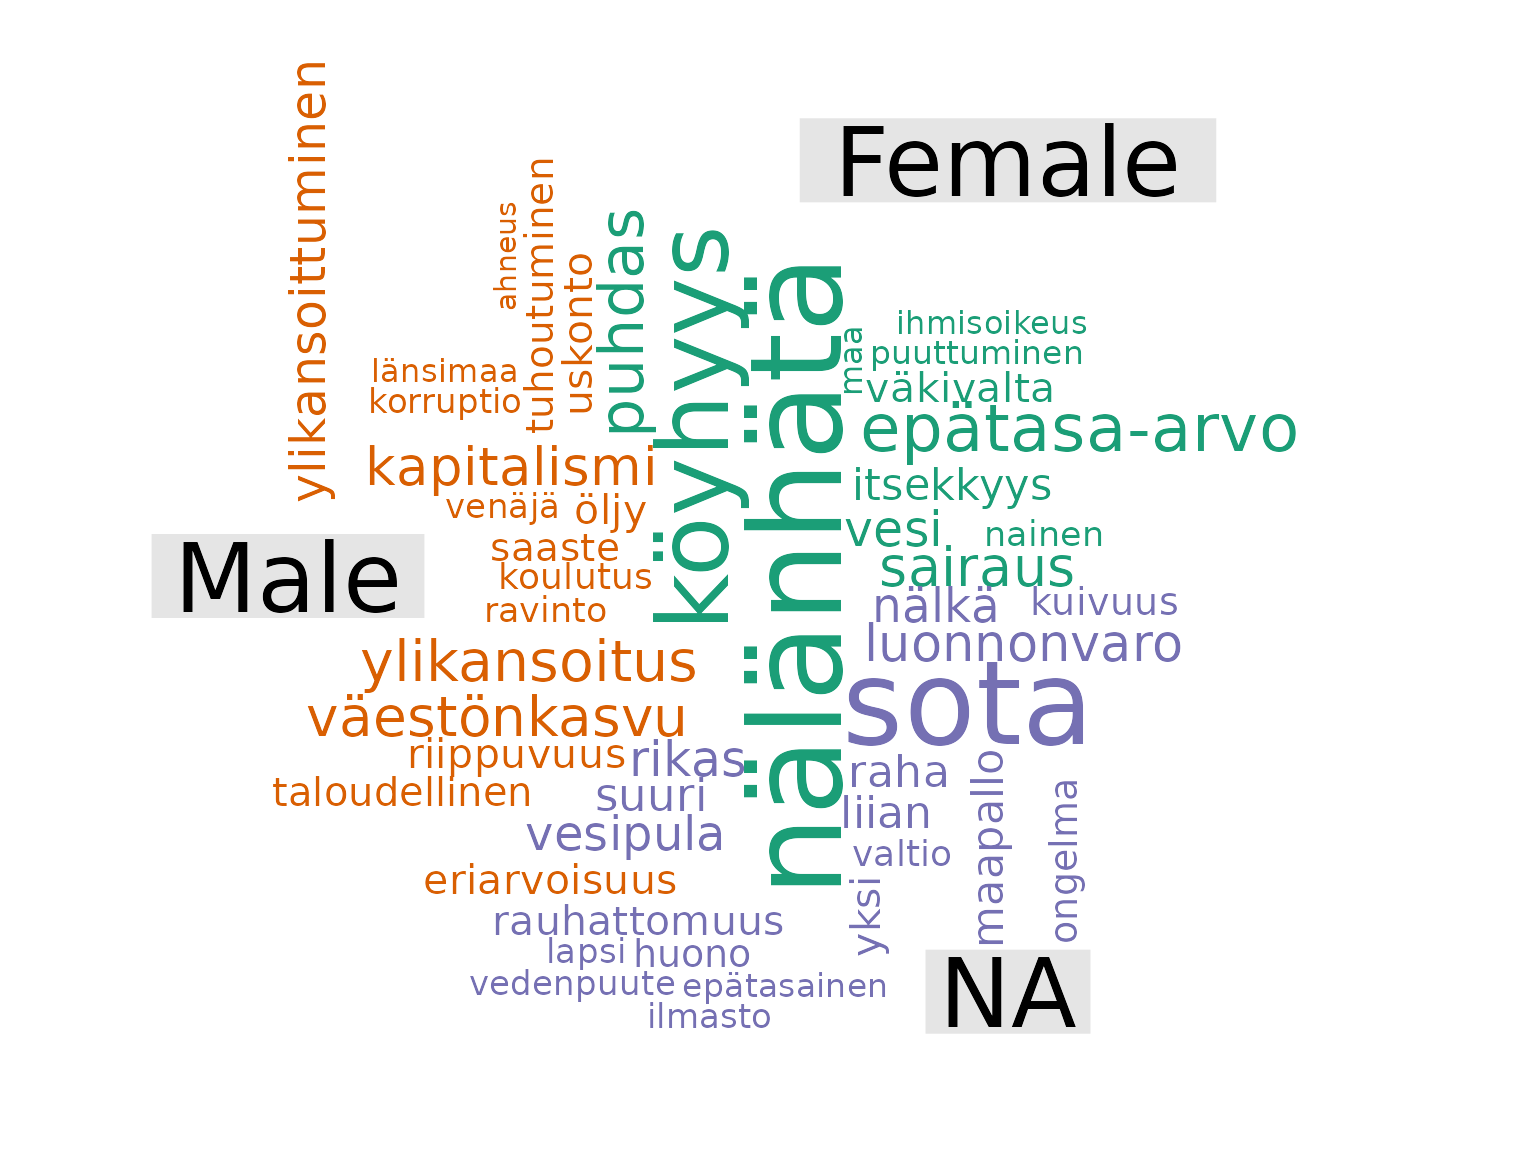 ylikansoittuminen
Female
ahneus
tuhoutuminen
uskonto
puhdas
köyhyys
nälänhätä
maa
ihmisoikeus
puuttuminen
väkivalta
länsimaa
korruptio
epätasa-arvo
kapitalismi
itsekkyys
venäjä
öljy
vesi
nainen
Male
saaste
sairaus
koulutus
ravinto
nälkä
kuivuus
luonnonvaro
ylikansoitus
sota
väestönkasvu
riippuvuus
rikas
raha
maapallo
ongelma
taloudellinen
suuri
liian
vesipula
valtio
eriarvoisuus
yksi
rauhattomuus
lapsi
huono
vedenpuute
epätasainen
NA
ilmasto